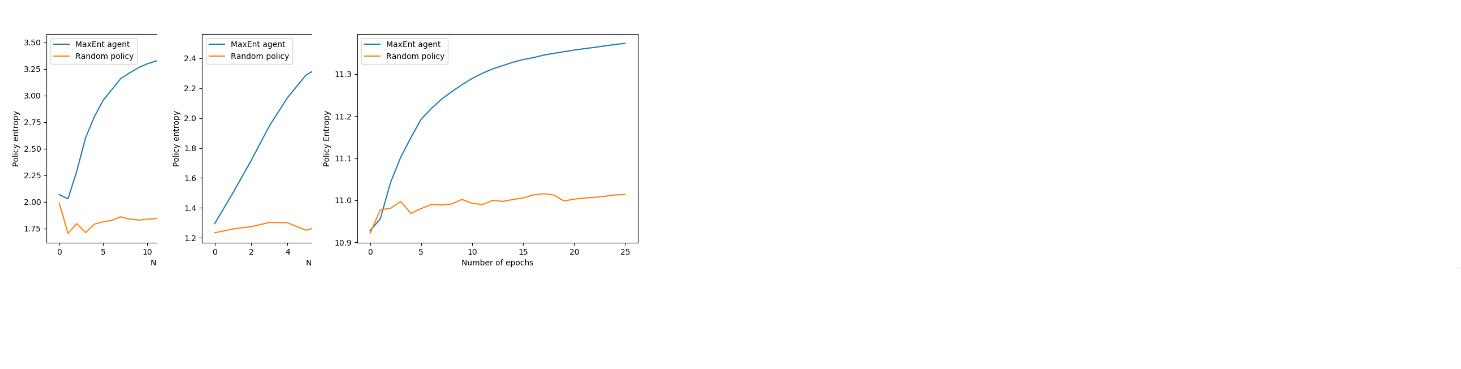 MaxEnt agent
Random policy
3.50
3.25
3.00
2.75
2.50
2.25
2.00
1.75
Policy entropy
0
5
10
N
MaxEnt agent
Random policy
2.4
2.2
2.0
1.8
1.6
1.4
1.2
Policy entropy
0
2
4
N
MaxEnt agent
Random policy
11.3
11.2
11.1
11.0
10.9
Policy Entropy
0
5
10
15
20
25
Number of epochs